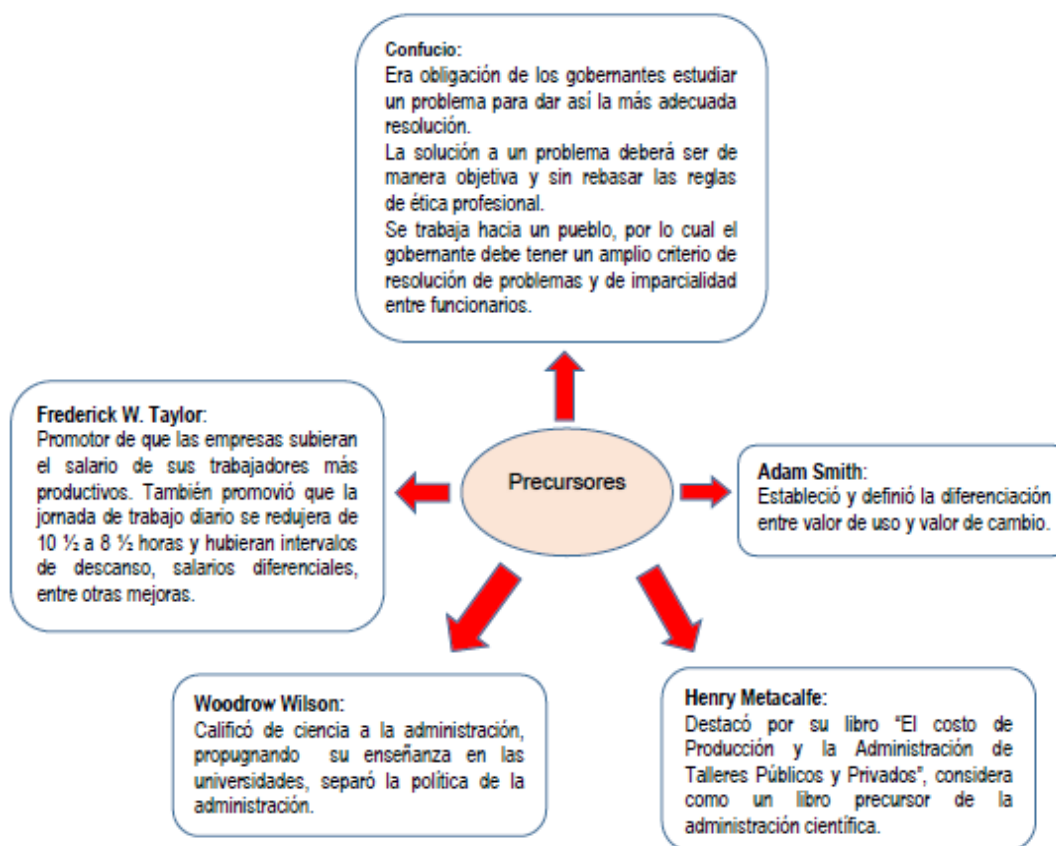 Confucio:
Era obligación de los gobernantes estudiar
un problema para dar así la más adecuada
resolución.
La solución a un problema deberá ser de
manera objetiva y sin rebasar las reglas
de ética profesional.
Se trabaja hacia un pueblo, por lo cual el
gobernante debe tener un amplio criterio de
resolución de problemas y de imparcialidad
entre funcionarios.
Frederick W. Taylor:
Promotor de que las empresas subieran
el salario de sus trabajadores más
productivos. También promovió que la
jornada de trabajo diario se redujera de
10 ½ a 8 ½ horas y hubieran intervalos
de descanso, salarios diferenciales,
entre otras mejoras.
Precursores
Adam Smith:
Estableció y definió la diferenciación
entre valor de uso y valor de cambio.
Woodrow Wilson:
Calificó de ciencia a la administración,
propugnando su enseñanza en las
universidades, separó la política de la
administración.
Henry Metacalfe:
Destacó por su libro "El costo de
Producción y la Administración de
Talleres Públicos y Privados", considera
como un libro precursor de la
administración científica.